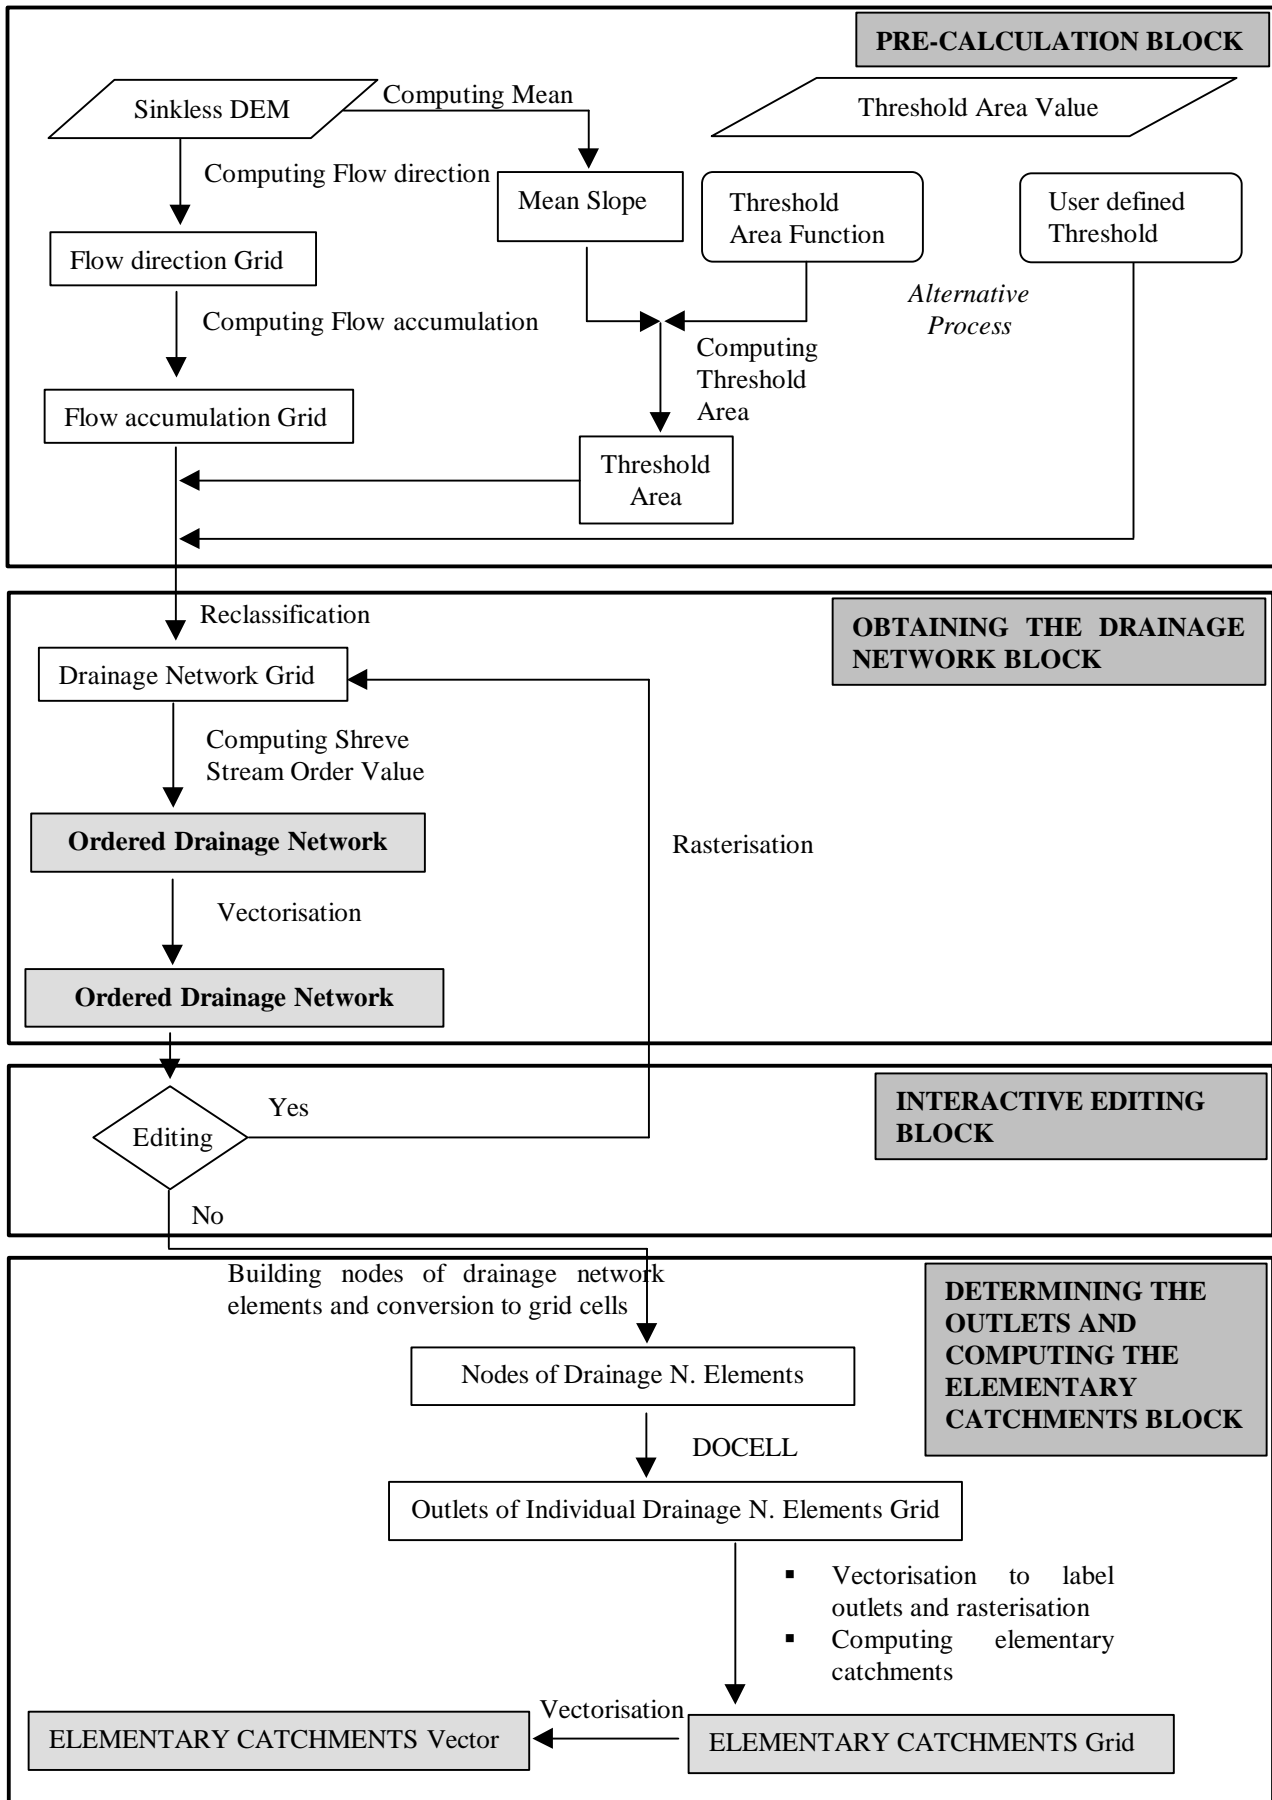 PRE-CALCULATION BLOCK
Sinkless DEM
Computing Mean
Threshold Area Value
Computing Flow direction
Mean Slope
Threshold
Area Function
User defined
Threshold
Flow direction Grid
Alternative
Process
Computing Flow accumulation
Computing
Threshold
Area
Flow accumulation Grid
Threshold
Area
Reclassification
OBTAINING THE DRAINAGE
NETWORK BLOCK
Drainage Network Grid
Computing Shreve
Stream Order Value
Ordered Drainage Network
Rasterisation
Vectorisation
Ordered Drainage Network
Yes
Editing
INTERACTIVE EDITING
BLOCK
No
Building nodes of drainage network
elements and conversion to grid cells
DETERMINING THE
OUTLETS AND
COMPUTING THE
ELEMENTARY
CATCHMENTS BLOCK
Nodes of Drainage N. Elements
DOCELL
Outlets of Individual Drainage N. Elements Grid
▪ Vectorisation to label
outlets and rasterisation
▪ Computing elementary
catchments
Vectorisation
ELEMENTARY CATCHMENTS Vector
ELEMENTARY CATCHMENTS Grid